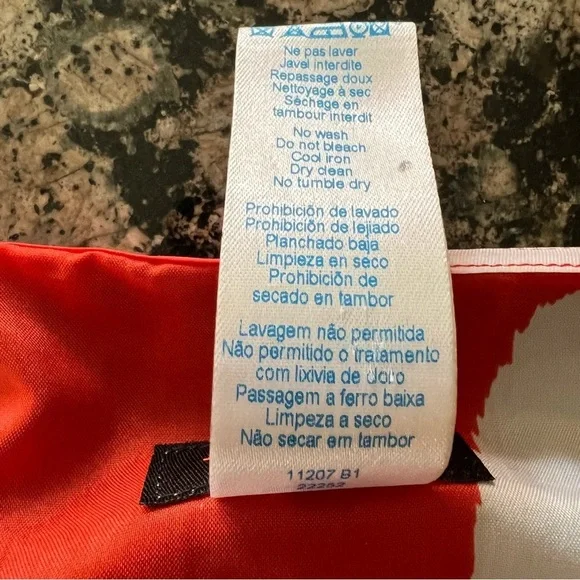 Ne pas laver
Javel interdite
Repassage doux
Nettoyage à sec
Séchage en
tambour interdit
No wash
Do not bleach
Cool iron
Dry clean
No tumble dry
Prohibición de lavado
Prohibición de lejiado
Planchado baja
Limpieza en seco
Prohibición de
secado en tambor
Lavagem não permitida
Não permitido o tratamento
com lixivia de cloro
Passagem a ferro baixa
Limpeza a seco
Não secar em tambor
11207 B1
22252